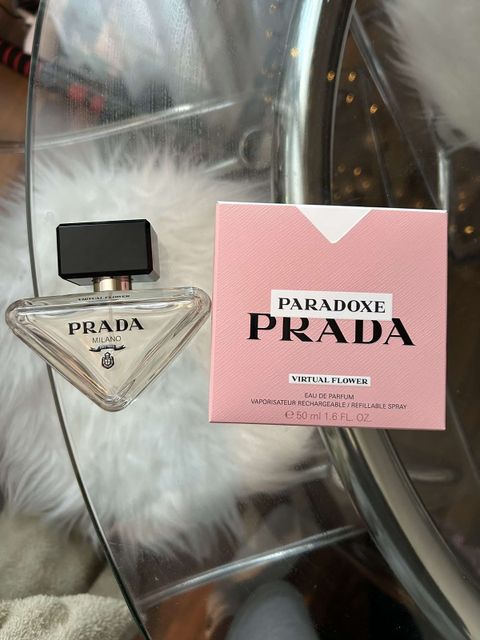 VIRTUAL FLOWER
PRADA
MILANO
PARADOXE
PRADA
VIRTUAL FLOWER
EAU DE PARFUM
VAPORISATEUR RECHARGEABLE / REFILLABLE SPRAY
℮ 50 ml 1.6 FL. OZ.